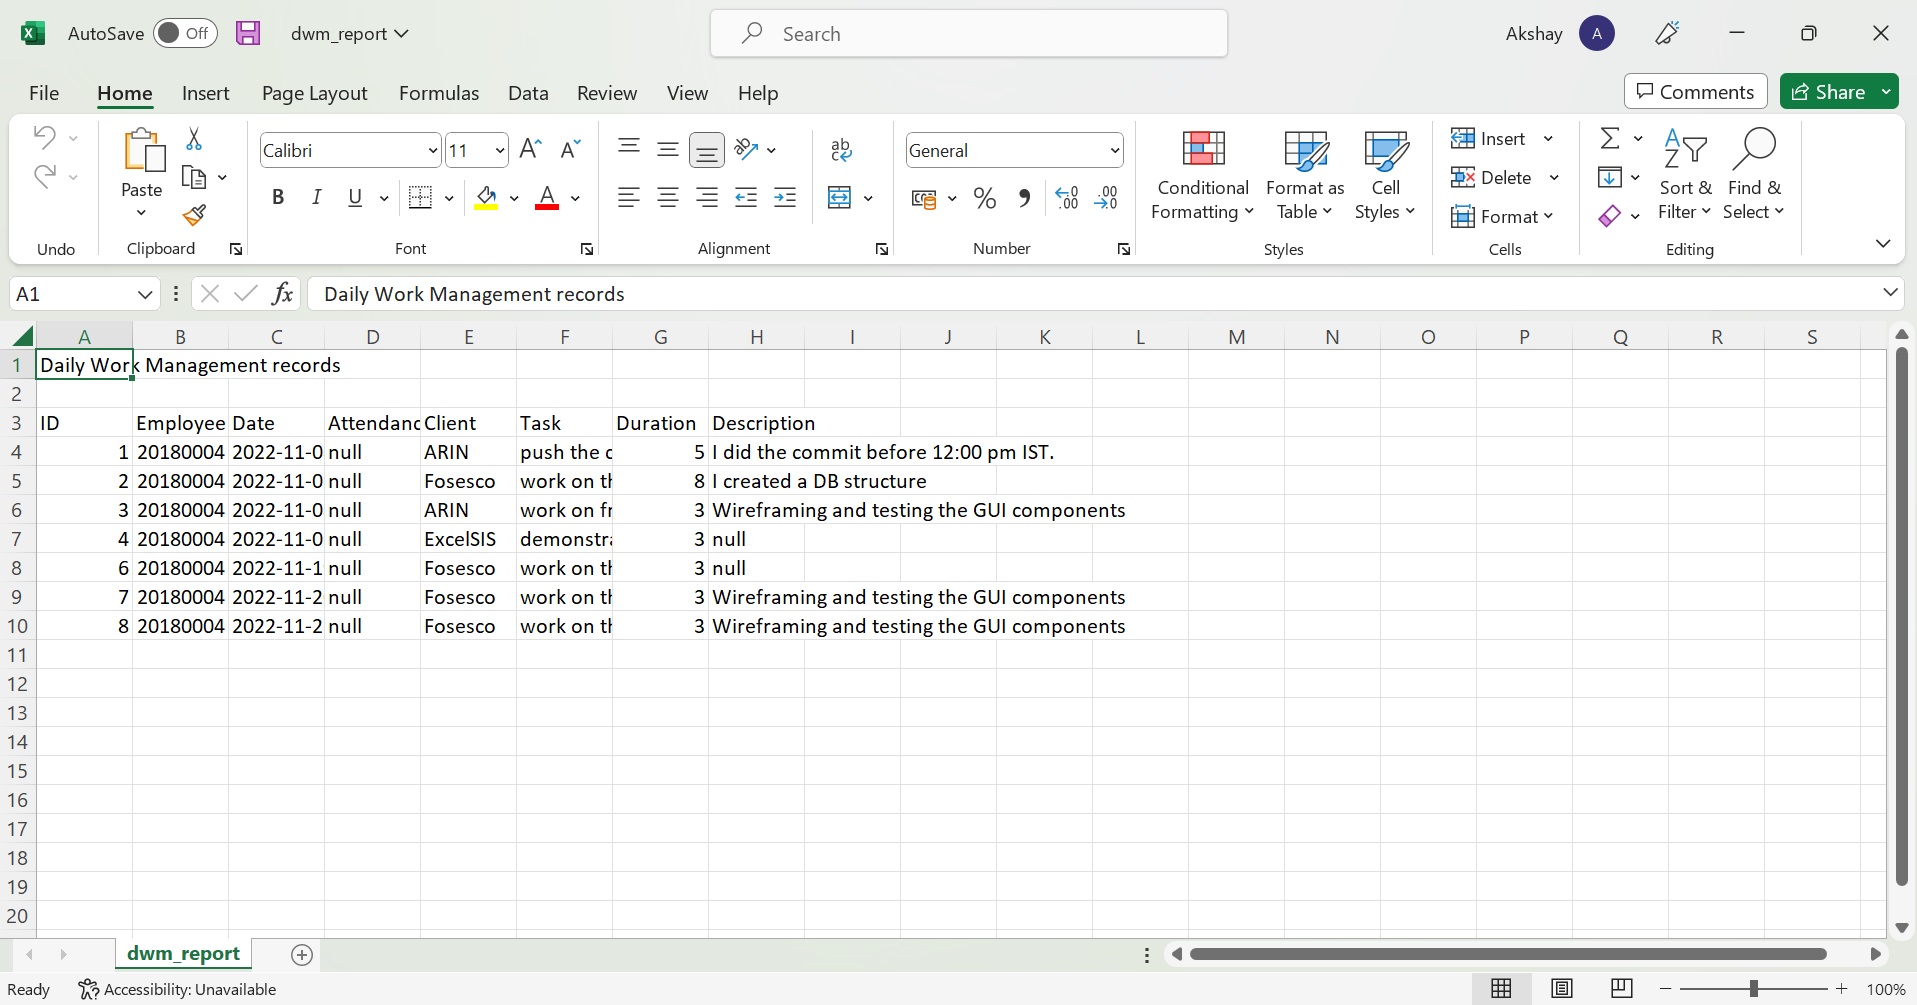 AutoSave Off dwm_report Search Akshay A
File Home Insert Page Layout Formulas Data Review View Help Comments Share
Paste
Calibri 11
B I U A
ab
General
% .00
Conditional Formatting
Format as Table
Cell Styles
Insert
Delete
Format
Sort & Filter
Find & Select
Undo Clipboard Font Alignment Number Styles Cells Editing
A1 fx Daily Work Management records
A B C D E F G H I J K L M N O P Q R S
1 Daily Work Management records
2
3 ID Employee Date Attendanc Client Task Duration Description
4 1 20180004 2022-11-0 null ARIN push the c 5 I did the commit before 12:00 pm IST.
5 2 20180004 2022-11-0 null Fosesco work on th 8 I created a DB structure
6 3 20180004 2022-11-0 null ARIN work on fr 3 Wireframing and testing the GUI components
7 4 20180004 2022-11-0 null ExcelSIS demonstra 3 null
8 6 20180004 2022-11-1 null Fosesco work on th 3 null
9 7 20180004 2022-11-2 null Fosesco work on th 3 Wireframing and testing the GUI components
10 8 20180004 2022-11-2 null Fosesco work on th 3 Wireframing and testing the GUI components
11
12
13
14
15
16
17
18
19
20
dwm_report
Ready Accessibility: Unavailable 100%